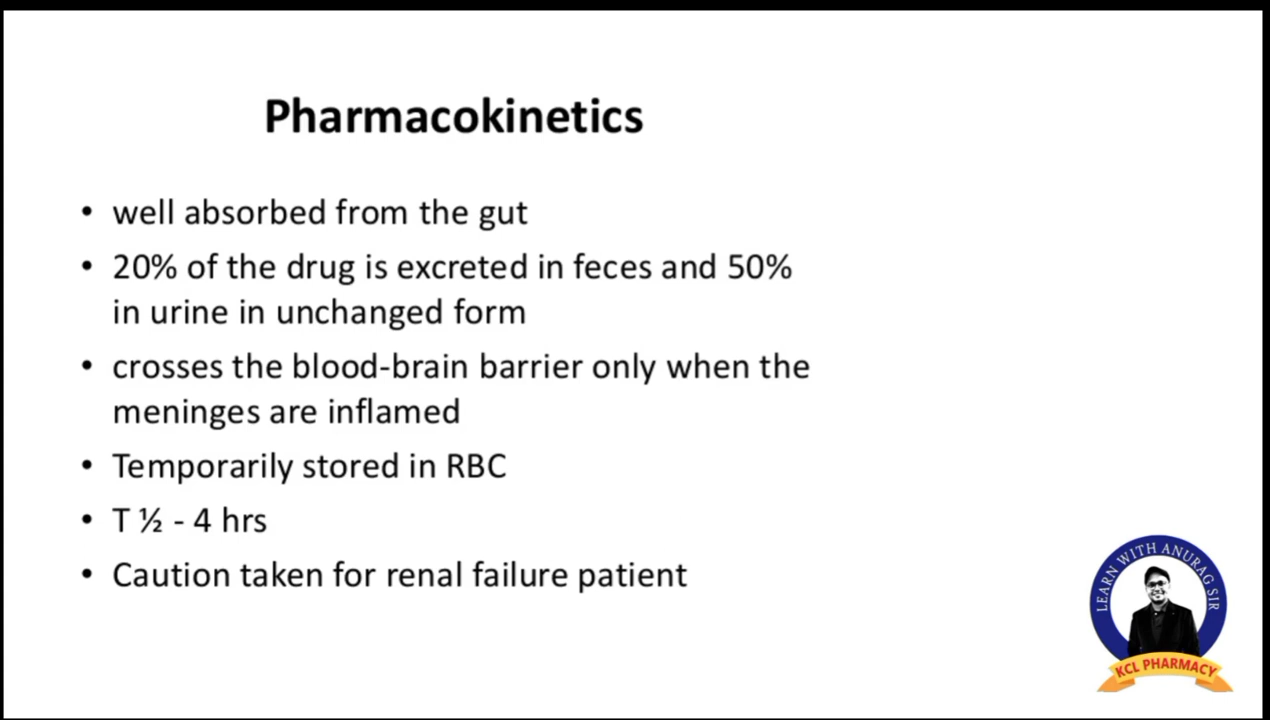 Pharmacokinetics
• well absorbed from the gut
• 20% of the drug is excreted in feces and 50%
in urine in unchanged form
• crosses the blood-brain barrier only when the
meninges are inflamed
• Temporarily stored in RBC
• T ½ - 4 hrs
• Caution taken for renal failure patient
LEARN WITH ANURAG SIR
KCL PHARMACY